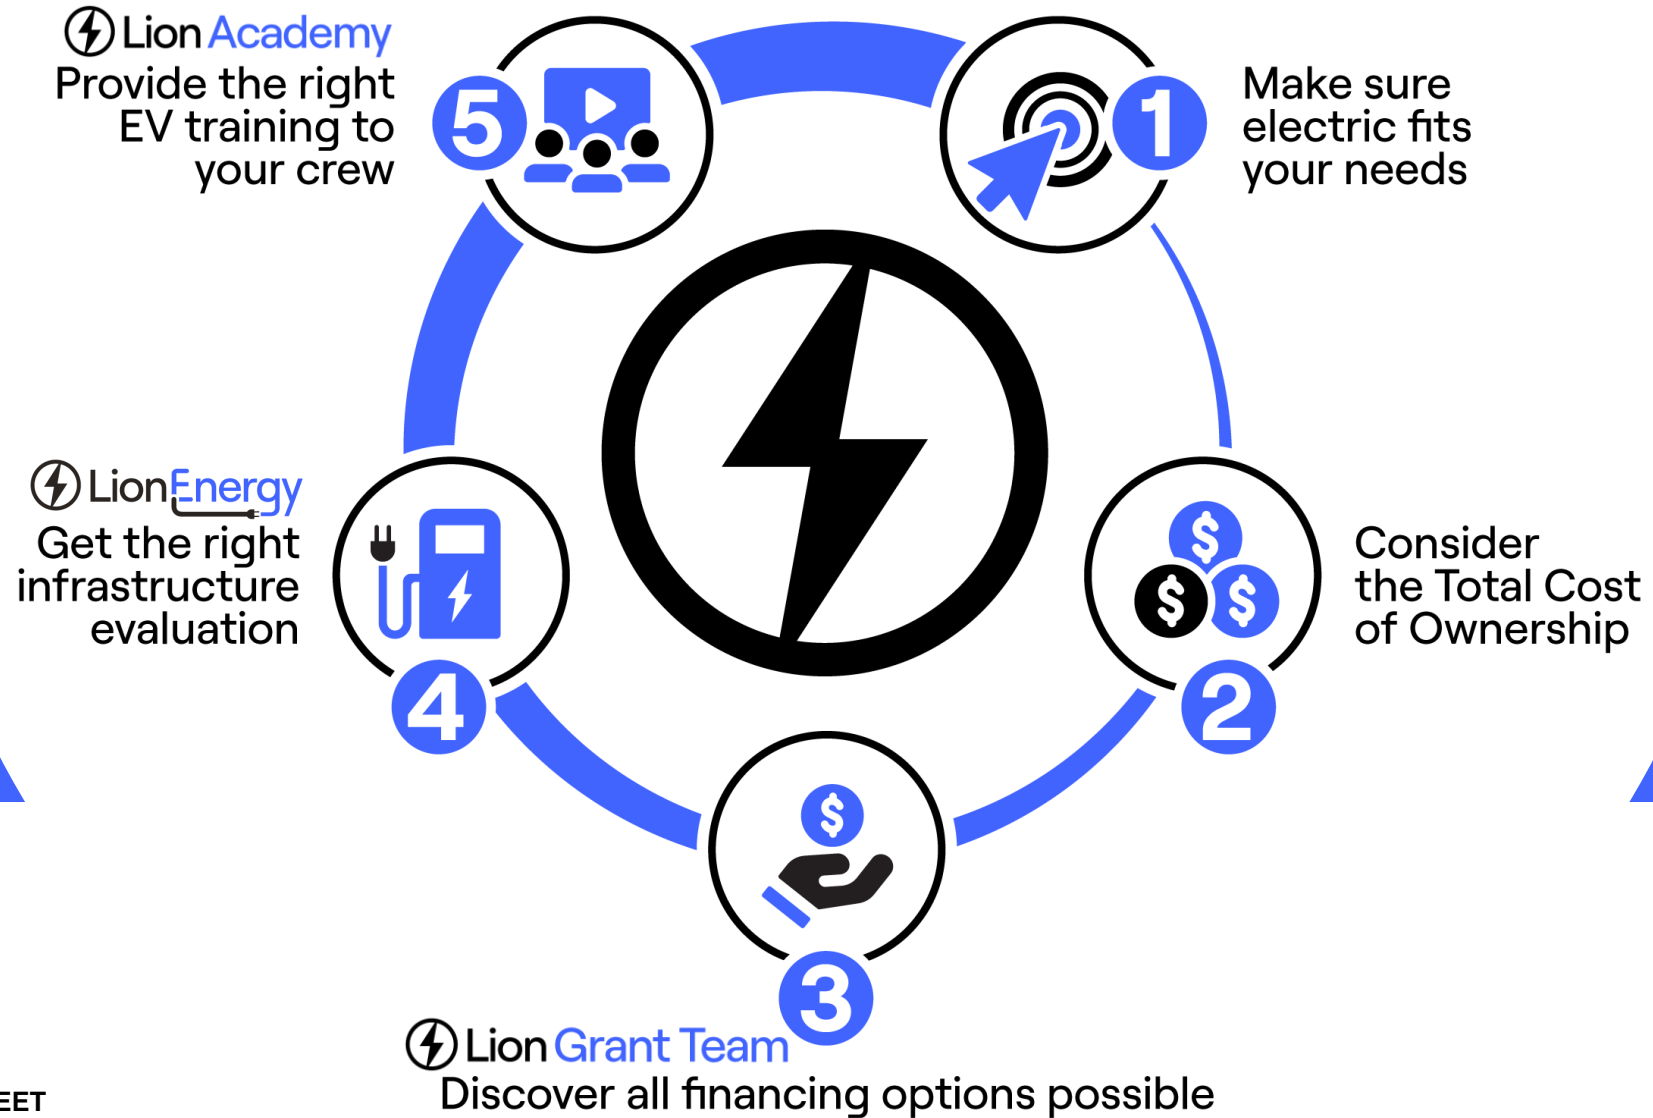 1
Make sure
electric fits
your needs
2
Consider
the Total Cost
of Ownership
3
Lion Grant Team
Discover all financing options possible
4
LionEnergy
Get the right
infrastructure
evaluation
5
Lion Academy
Provide the right
EV training to
your crew
$
$ $
$
EET